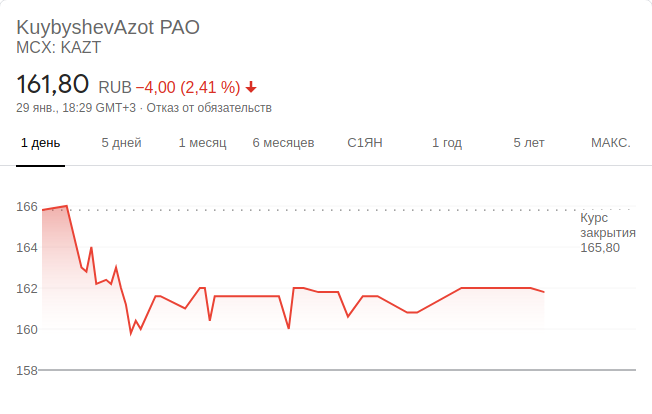 KuybyshevAzot PAO
MCX: KAZT
161,80 RUB −4,00 (2,41 %)
29 янв., 18:29 GMT+3 · Отказ от обязательств
1 день 5 дней 1 месяц 6 месяцев С1ЯН 1 год 5 лет МАКС.
166
Курс
закрытия
165,80
164
162
160
158